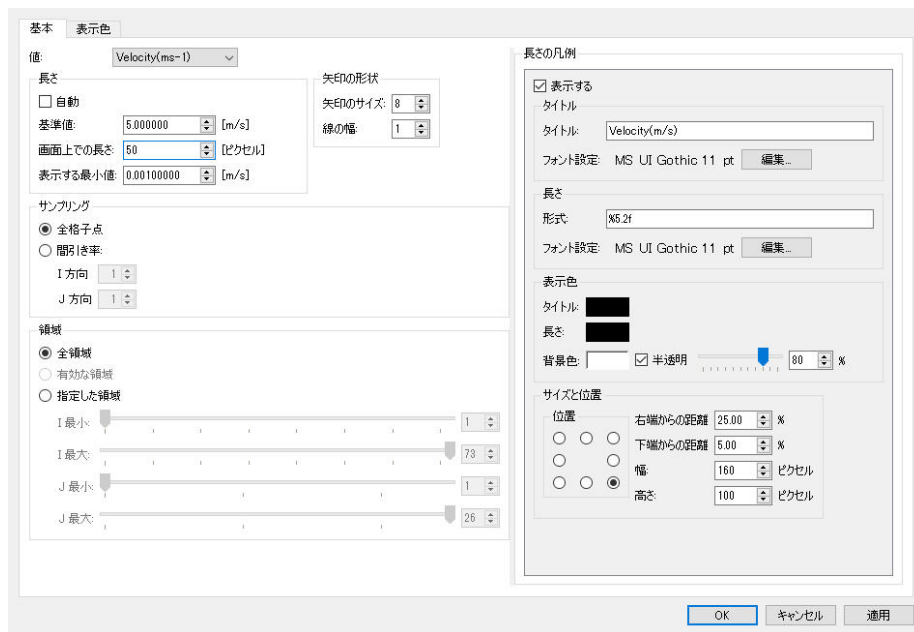 基本 表示色
値: Velocity(ms-1)
長さ
自動
基準値: 5.000000 [m/s]
画面上での長さ: 50 [ピクセル]
表示する最小値: 0.00100000 [m/s]
矢印の形状
矢印のサイズ: 8
線の幅: 1
サンプリング
全格子点
間引き率:
I 方向 1
J 方向 1
領域
全領域
有効な領域
指定した領域
I 最小: 1
I 最大: 73
J 最小: 1
J 最大: 26
長さの凡例
表示する
タイトル
タイトル: Velocity(m/s)
フォント設定: MS UI Gothic 11 pt 編集...
長さ
形式: %5.2f
フォント設定: MS UI Gothic 11 pt 編集...
表示色
タイトル:
長さ:
背景色: 半透明 80 %
サイズと位置
位置
右端からの距離 25.00 %
下端からの距離 5.00 %
幅: 160 ピクセル
高さ: 100 ピクセル
OK キャンセル 適用